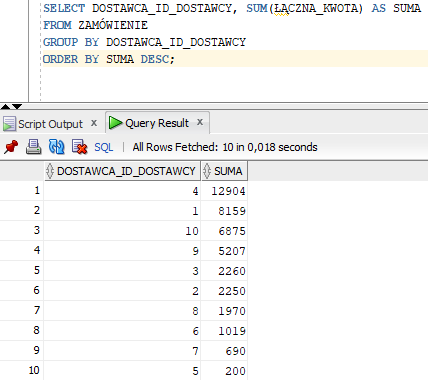 SELECT DOSTAWCA_ID_DOSTAWCY, SUM(ŁĄCZNA_KWOTA) AS SUMA
FROM ZAMÓWIENIE
GROUP BY DOSTAWCA_ID_DOSTAWCY
ORDER BY SUMA DESC;
Script Output x Query Result x
SQL | All Rows Fetched: 10 in 0,018 seconds
DOSTAWCA_ID_DOSTAWCY SUMA
1 4 12904
2 1 8159
3 10 6875
4 9 5207
5 3 2260
6 2 2250
7 8 1970
8 6 1019
9 7 690
10 5 200